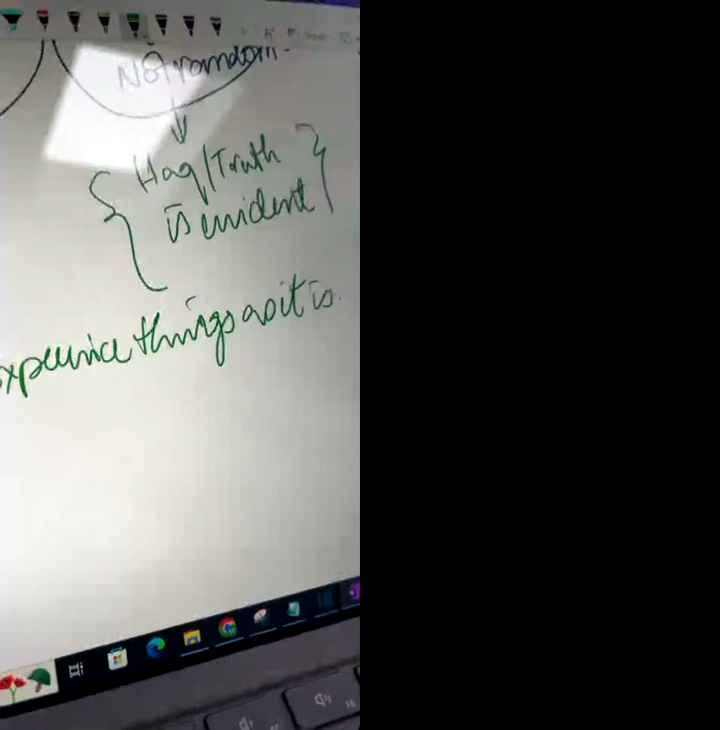 Not random.
Haq/Truth
is evident
experience things as it is.